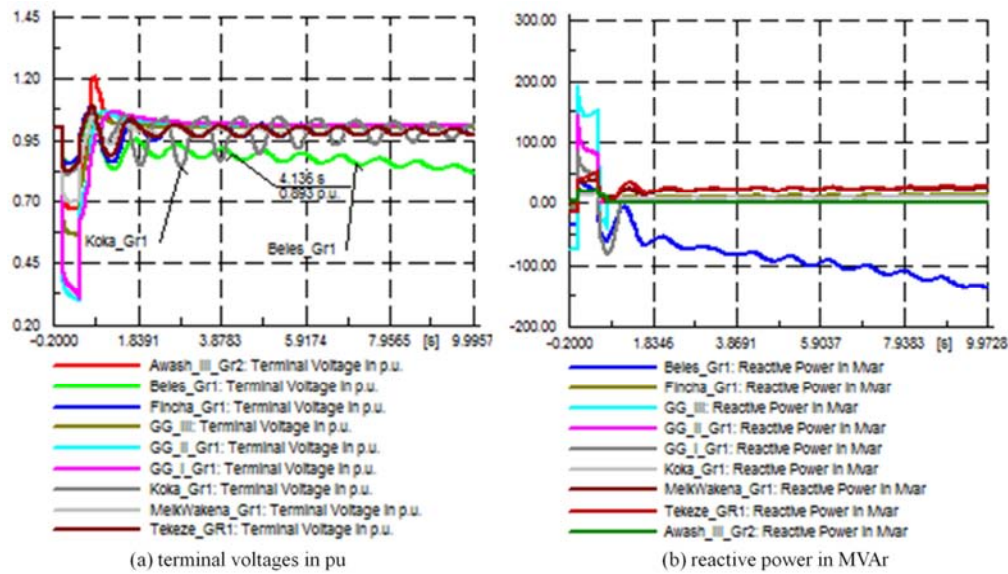 1.45
1.20
0.95
0.70
0.45
0.20
-0.2000 1.8391 3.8783 5.9174 7.9565 [s] 9.9957
Koka_Gr1
4.136 s
0.893 p.u.
Beles_Gr1
Awash_III_Gr2: Terminal Voltage in p.u.
Beles_Gr1: Terminal Voltage in p.u.
Fincha_Gr1: Terminal Voltage in p.u.
GG_III: Terminal Voltage in p.u.
GG_II_Gr1: Terminal Voltage in p.u.
GG_I_Gr1: Terminal Voltage in p.u.
Koka_Gr1: Terminal Voltage in p.u.
MelkWakena_Gr1: Terminal Voltage in p.u.
Tekeze_GR1: Terminal Voltage in p.u.
(a) terminal voltages in pu
300.00
200.00
100.00
0.00
-100.00
-200.00
-0.2000 1.8346 3.8691 5.9037 7.9383 [s] 9.9728
Beles_Gr1: Reactive Power in Mvar
Fincha_Gr1: Reactive Power in Mvar
GG_III: Reactive Power in Mvar
GG_II_Gr1: Reactive Power in Mvar
GG_I_Gr1: Reactive Power in Mvar
Koka_Gr1: Reactive Power in Mvar
MelkWakena_Gr1: Reactive Power in Mvar
Tekeze_GR1: Reactive Power in Mvar
Awash_III_Gr2: Reactive Power in Mvar
(b) reactive power in MVAr